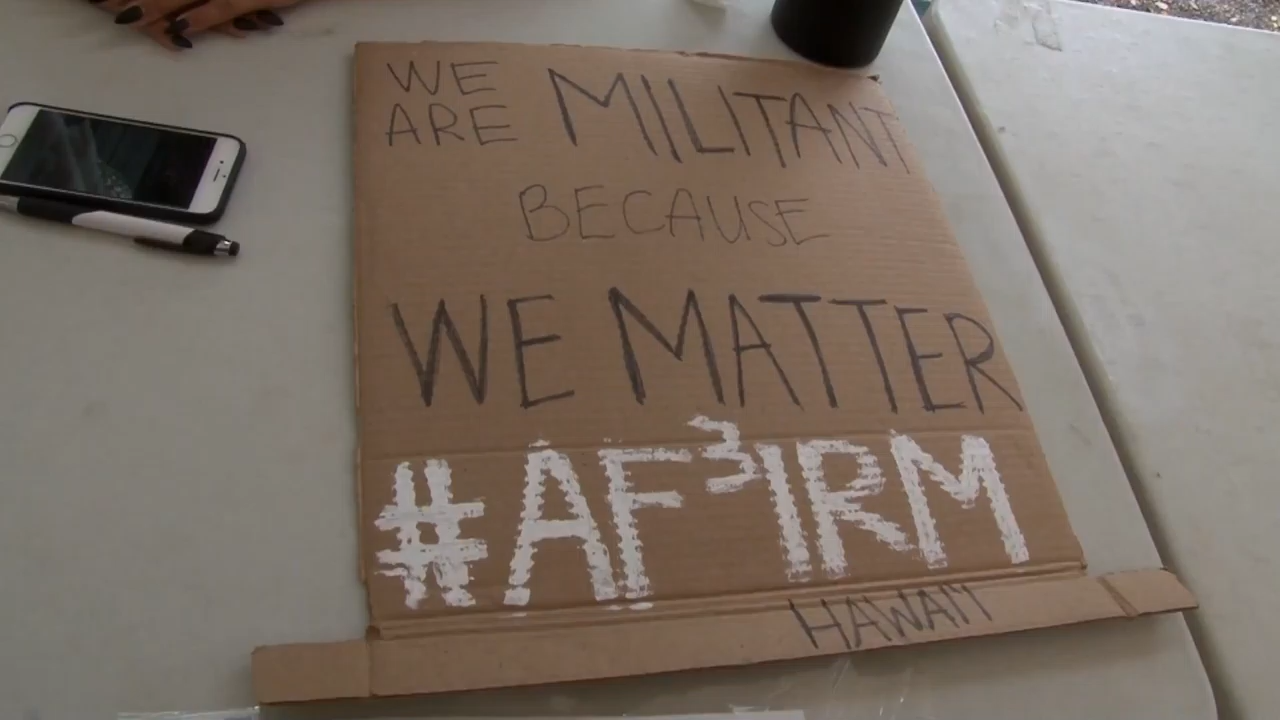 WE
ARE MILITANT
BECAUSE
WE MATTER
#AF³IRM
HAWAI'I